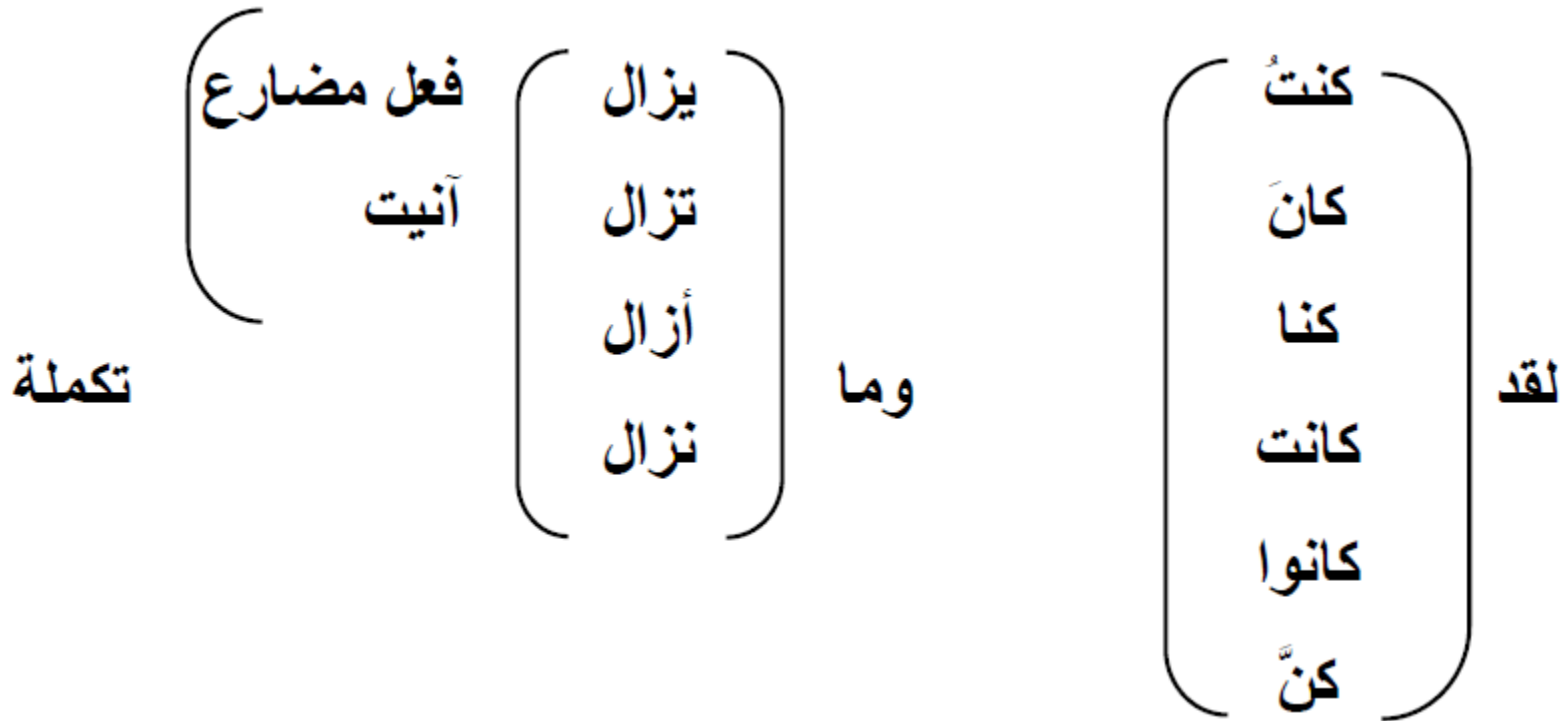 لقد
كنتُ
كانَ
كنا
كانت
كانوا
كنَّ
وما
يزال
تزال
أزال
نزال
فعل مضارع
آنيت
تكملة